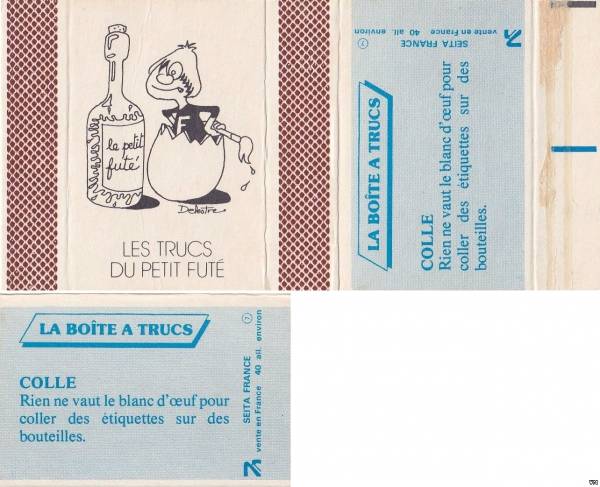 le petit
futé
Delestre
LES TRUCS
DU PETIT FUTÉ
LA BOÎTE A TRUCS
COLLE
Rien ne vaut le blanc d'œuf pour
coller des étiquettes sur des
bouteilles.
SEITA FRANCE 7
vente en France 40 all. environ
LA BOÎTE A TRUCS
COLLE
Rien ne vaut le blanc d'œuf pour
coller des étiquettes sur des
bouteilles.
SEITA FRANCE 7
vente en France 40 all. environ